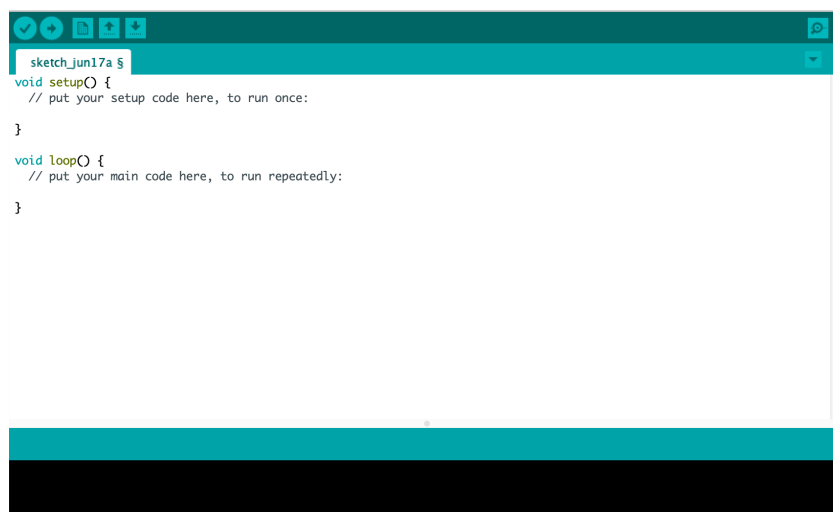 sketch_jun17a §
void setup() {
  // put your setup code here, to run once:
}
void loop() {
  // put your main code here, to run repeatedly:
}